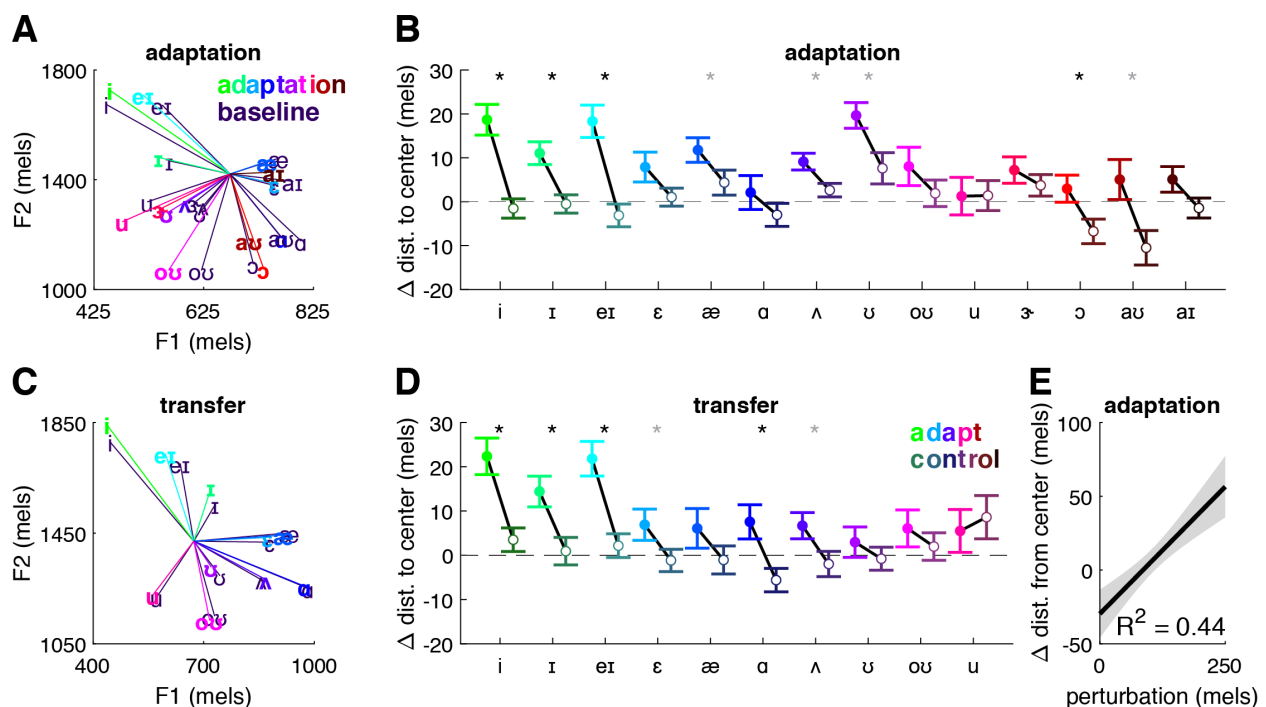 A
adaptation
1800
1400
1000
F2 (mels)
adaptation
baseline
i
i
eɪ
eɪ
ɪ
ɪ
æ
aɪ
aɪ
ɛ
u
u
ɝ
ʊ
ʌ
ɝ
ʌ
ʊ
aʊ
aʊ
ɑ
ɔ
ɔ
oʊ
oʊ
425
625
825
F1 (mels)
B
adaptation
30
20
10
0
-10
-20
Δ dist. to center (mels)
* * * * * * * *
i ɪ eɪ ɛ æ ɑ ʌ ʊ oʊ u ɝ ɔ aʊ aɪ
C
transfer
1850
1450
1050
F2 (mels)
i
i
eɪ
eɪ
ɪ
ɪ
æ
ɛ
ʊ
ʊ
ʌ
ʌ
ɑ
ɑ
u
u
oʊ
oʊ
400
700
1000
F1 (mels)
D
transfer
30
20
10
0
-10
-20
Δ dist. to center (mels)
* * * * * *
adapt
control
i ɪ eɪ ɛ æ ɑ ʌ ʊ oʊ u
E
adaptation
100
50
0
-50
Δ dist. from center (mels)
R² = 0.44
0
250
perturbation (mels)